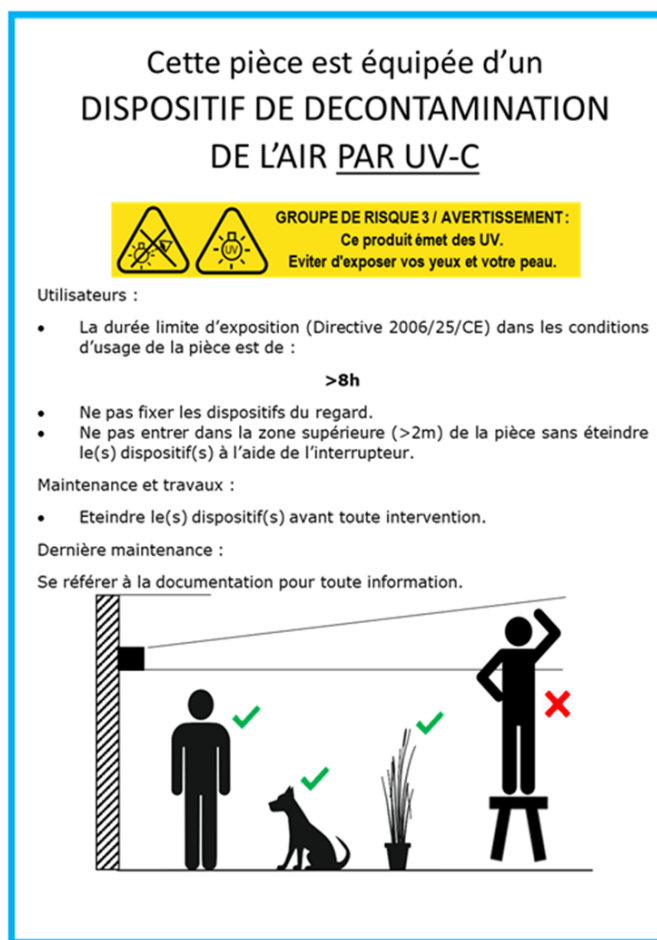 Cette pièce est équipée d’un
DISPOSITIF DE DECONTAMINATION
DE L’AIR PAR UV-C
GROUPE DE RISQUE 3 / AVERTISSEMENT :
Ce produit émet des UV.
Eviter d'exposer vos yeux et votre peau.
UV
Utilisateurs :
• La durée limite d’exposition (Directive 2006/25/CE) dans les conditions
d’usage de la pièce est de :
>8h
• Ne pas fixer les dispositifs du regard.
• Ne pas entrer dans la zone supérieure (>2m) de la pièce sans éteindre
le(s) dispositif(s) à l’aide de l’interrupteur.
Maintenance et travaux :
• Eteindre le(s) dispositif(s) avant toute intervention.
Dernière maintenance :
Se référer à la documentation pour toute information.